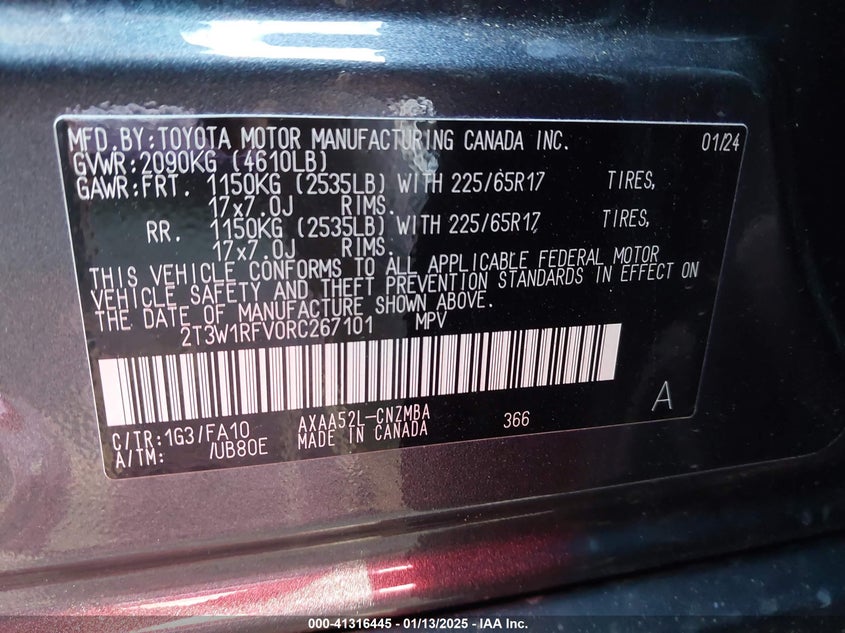 MFD.BY:TOYOTA MOTOR MANUFACTURING CANADA INC. 01/24
GVWR:2090KG (4610LB)
GAWR:FRT. 1150KG (2535LB) WITH 225/65R17 TIRES,
17x7.0J RIMS.
RR. 1150KG (2535LB) WITH 225/65R17 TIRES,
17x7.0J RIMS.
THIS VEHICLE CONFORMS TO ALL APPLICABLE FEDERAL MOTOR
VEHICLE SAFETY AND THEFT PREVENTION STANDARDS IN EFFECT ON
THE DATE OF MANUFACTURE SHOWN ABOVE.
2T3W1RFV0RC267101 MPV
A
C/TR:1G3/FA10 AXAA52L-CNZMBA 366
A/TM: /UB80E MADE IN CANADA
000-41316445 — 01/13/2025 — IAA Inc.